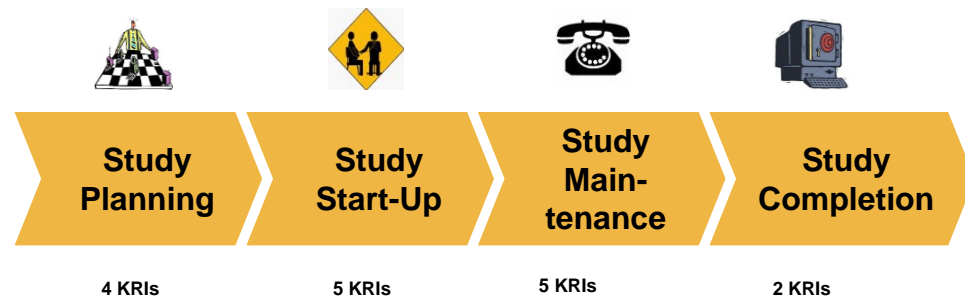 Study
Planning
Study
Start-Up
Study
Main-
tenance
Study
Completion
4 KRIs
5 KRIs
5 KRIs
2 KRIs